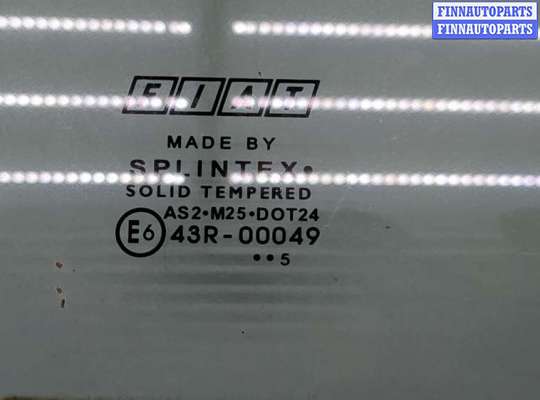 FINNAUTOPARTS
FINNAUTOPARTS
FIAT
MADE BY
SPLINTEX•
SOLID TEMPERED
AS2•M25•DOT24
E6 43R-00049
••5